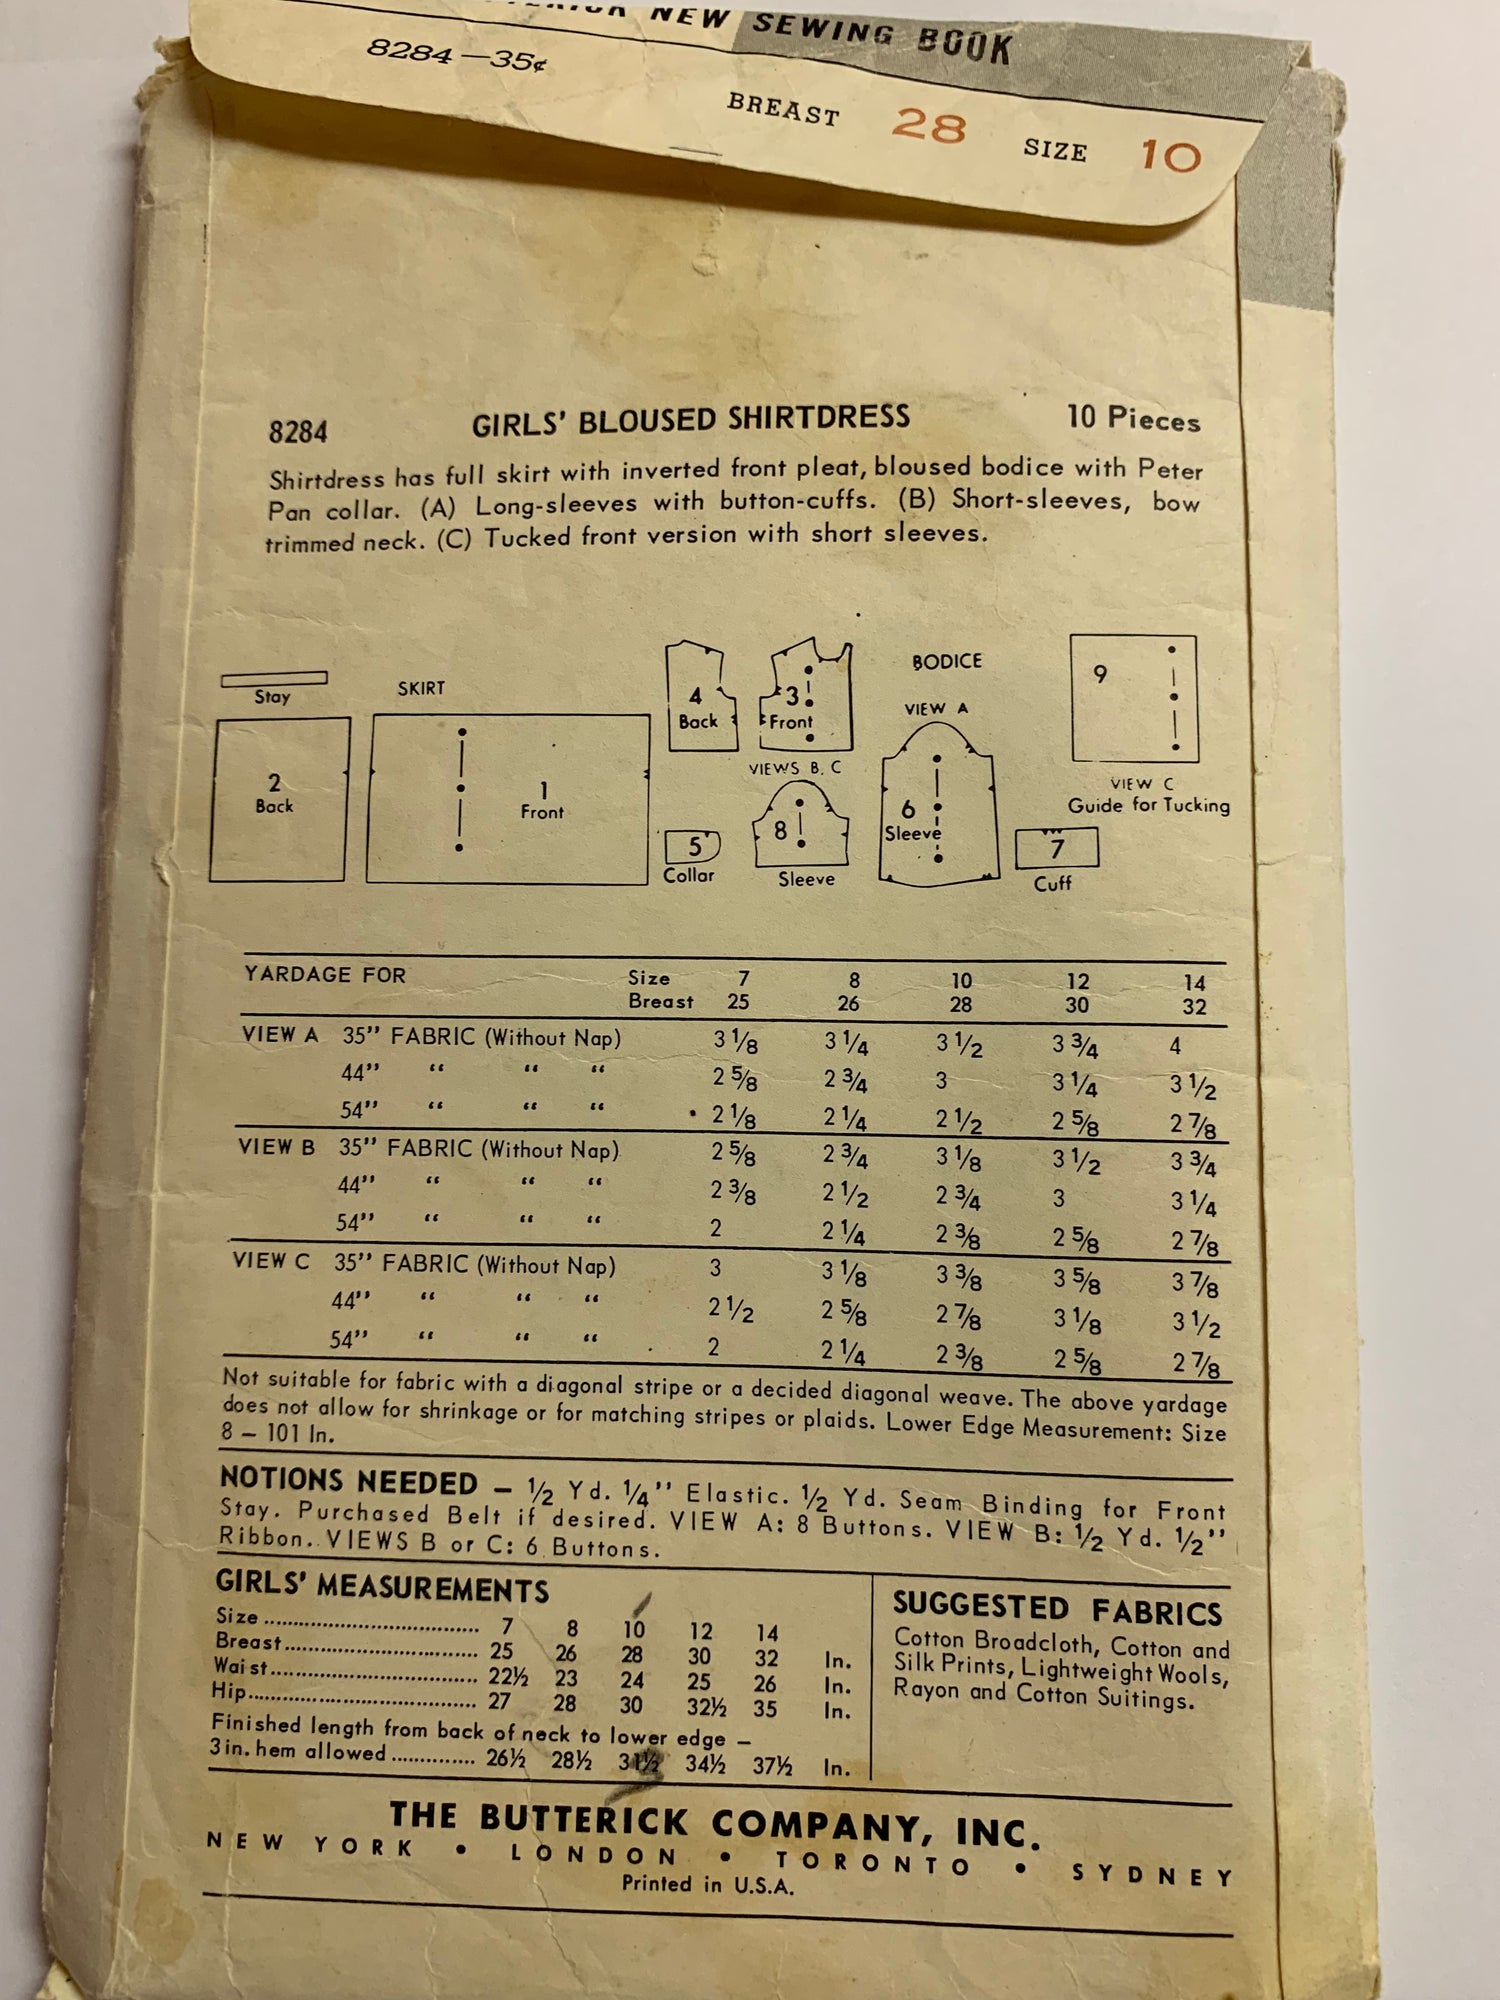 NEW SEWING BOOK
8284—35¢
BREAST 28 SIZE 10
8284 GIRLS' BLOUSED SHIRTDRESS 10 Pieces
Shirtdress has full skirt with inverted front pleat, bloused bodice with Peter
Pan collar. (A) Long-sleeves with button-cuffs. (B) Short-sleeves, bow
trimmed neck. (C) Tucked front version with short sleeves.
Stay
SKIRT
2
Back
1
Front
4
Back
3
Front
BODICE
VIEW A
VIEWS B, C
5
Collar
8
Sleeve
6
Sleeve
7
Cuff
9
VIEW C
Guide for Tucking
YARDAGE FOR Size 7 8 10 12 14
Breast 25 26 28 30 32
VIEW A 35" FABRIC (Without Nap) 3 1/8 3 1/4 3 1/2 3 3/4 4
44" " " " 2 5/8 2 3/4 3 3 1/4 3 1/2
54" " " " 2 1/8 2 1/4 2 1/2 2 5/8 2 7/8
VIEW B 35" FABRIC (Without Nap) 2 5/8 2 3/4 3 1/8 3 1/2 3 3/4
44" " " " 2 3/8 2 1/2 2 3/4 3 3 1/4
54" " " " 2 2 1/4 2 3/8 2 5/8 2 7/8
VIEW C 35" FABRIC (Without Nap) 3 3 1/8 3 3/8 3 5/8 3 7/8
44" " " " 2 1/2 2 5/8 2 7/8 3 1/8 3 1/2
54" " " " 2 2 1/4 2 3/8 2 5/8 2 7/8
Not suitable for fabric with a diagonal stripe or a decided diagonal weave. The above yardage
does not allow for shrinkage or for matching stripes or plaids. Lower Edge Measurement: Size
8 – 101 In.
NOTIONS NEEDED – 1/2 Yd. 1/4" Elastic. 1/2 Yd. Seam Binding for Front
Stay. Purchased Belt if desired. VIEW A: 8 Buttons. VIEW B: 1/2 Yd. 1/2"
Ribbon. VIEWS B or C: 6 Buttons.
GIRLS' MEASUREMENTS
Size 7 8 10 12 14
Breast 25 26 28 30 32 In.
Waist 22½ 23 24 25 26 In.
Hip 27 28 30 32½ 35 In.
Finished length from back of neck to lower edge –
3 in. hem allowed 26½ 28½ 31½ 34½ 37½ In.
SUGGESTED FABRICS
Cotton Broadcloth, Cotton and
Silk Prints, Lightweight Wools,
Rayon and Cotton Suitings.
THE BUTTERICK COMPANY, INC.
NEW YORK • LONDON • TORONTO • SYDNEY
Printed in U.S.A.